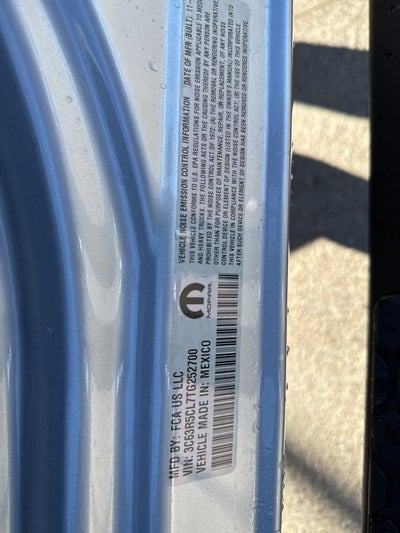 VEHICLE NOISE EMISSION CONTROL INFORMATION DATE OF MFR (BUILT): 11-
THIS VEHICLE CONFORMS TO U.S. EPA REGULATIONS FOR NOISE EMISSION APPLICABLE TO MEDI
AND HEAVY TRUCKS. THE FOLLOWING ACTS OR THE CAUSING THEREOF BY ANY PERSON ARE
PROHIBITED BY THE NOISE CONTROL ACT OF 1972: (A) THE REMOVAL OR RENDERING INOPERATIVE,
OTHER THAN FOR PURPOSES OF MAINTENANCE, REPAIR, OR REPLACEMENT, OF ANY NOISE
CONTROL DEVICE OR ELEMENT OF DESIGN (LISTED IN THE OWNER'S MANUAL) INCORPORATED INTO
THIS VEHICLE IN COMPLIANCE WITH THE NOISE CONTROL ACT; (B) THE USE OF THIS VEHICLE
AFTER SUCH DEVICE OR ELEMENT OF DESIGN HAS BEEN REMOVED OR RENDERED INOPERATIVE.
MOPAR.
MFD BY: FCA US LLC
VIN: 3C63R5CL7TG252700
VEHICLE MADE IN: MEXICO